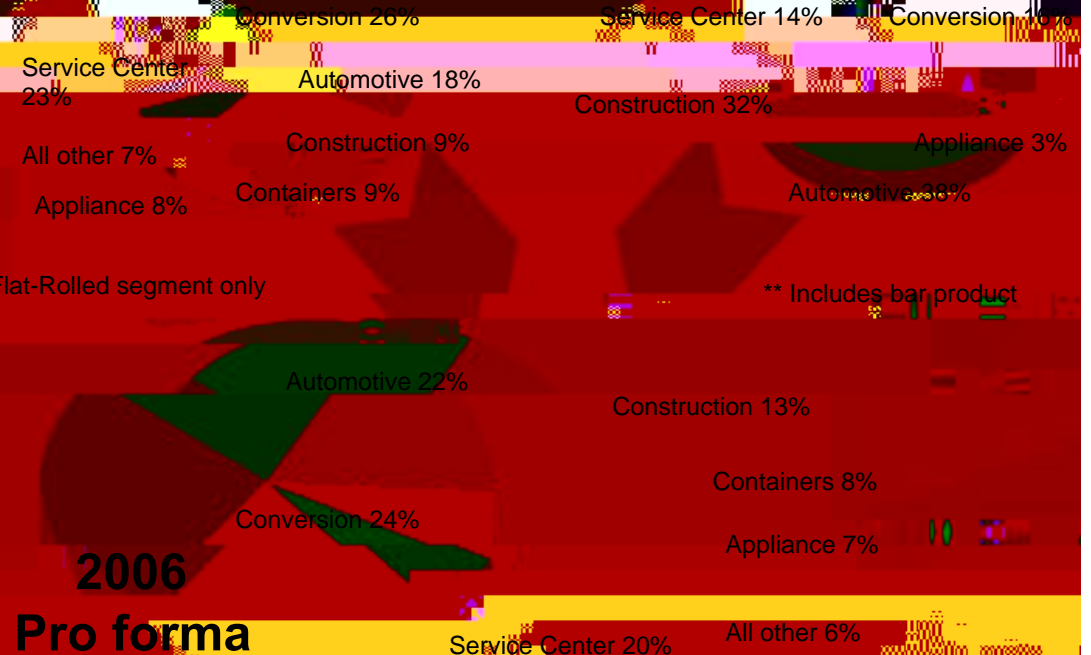 Conversion 26%
Service Center 14%
Conversion 16%
Service Center
23%
Automotive 18%
Construction 32%
Construction 9%
Appliance 3%
All other 7%
Containers 9%
Automotive 38%
Appliance 8%
Flat-Rolled segment only
** Includes bar product
Automotive 22%
Construction 13%
Containers 8%
Conversion 24%
Appliance 7%
2006
Pro forma
All other 6%
Service Center 20%